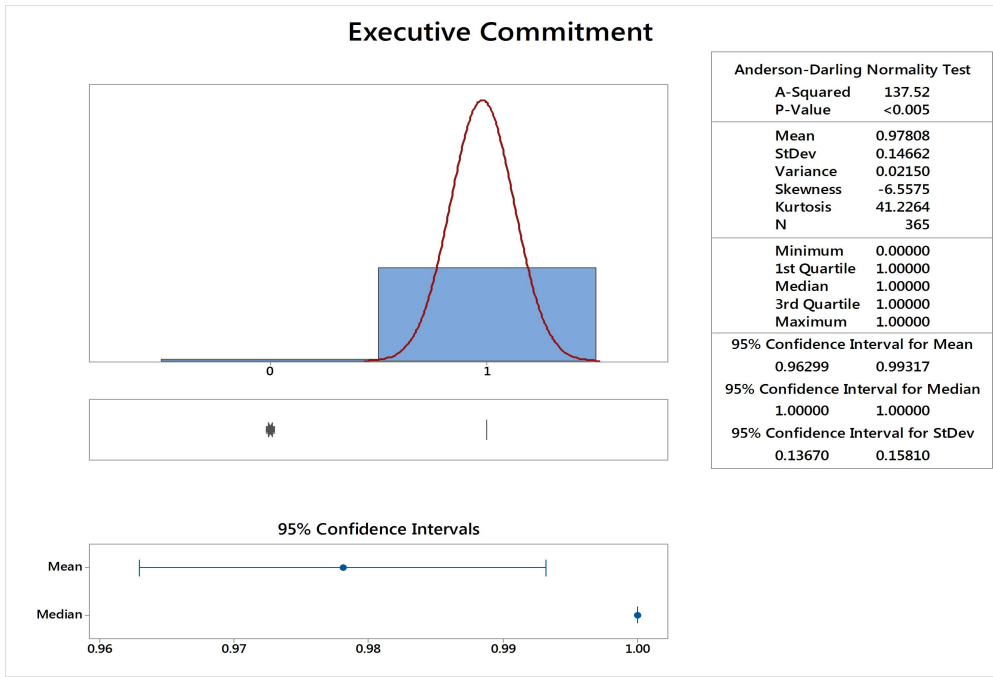 Executive Commitment
Anderson-Darling Normality Test
A-Squared 137.52
P-Value <0.005
Mean 0.97808
StDev 0.14662
Variance 0.02150
Skewness -6.5575
Kurtosis 41.2264
N 365
Minimum 0.00000
1st Quartile 1.00000
Median 1.00000
3rd Quartile 1.00000
Maximum 1.00000
95% Confidence Interval for Mean
0.96299 0.99317
95% Confidence Interval for Median
1.00000 1.00000
95% Confidence Interval for StDev
0.13670 0.15810
0 1
95% Confidence Intervals
Mean
Median
0.96 0.97 0.98 0.99 1.00